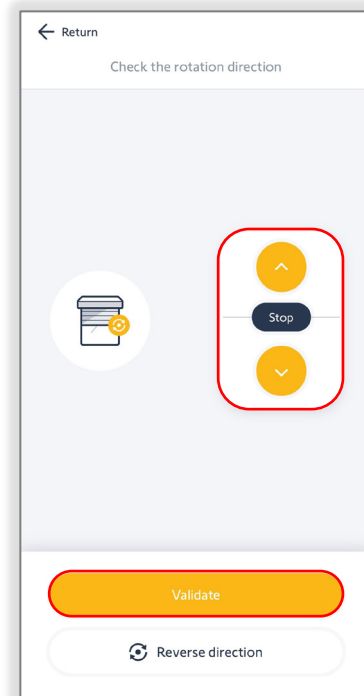 Return
Check the rotation direction
Stop
Validate
Reverse direction